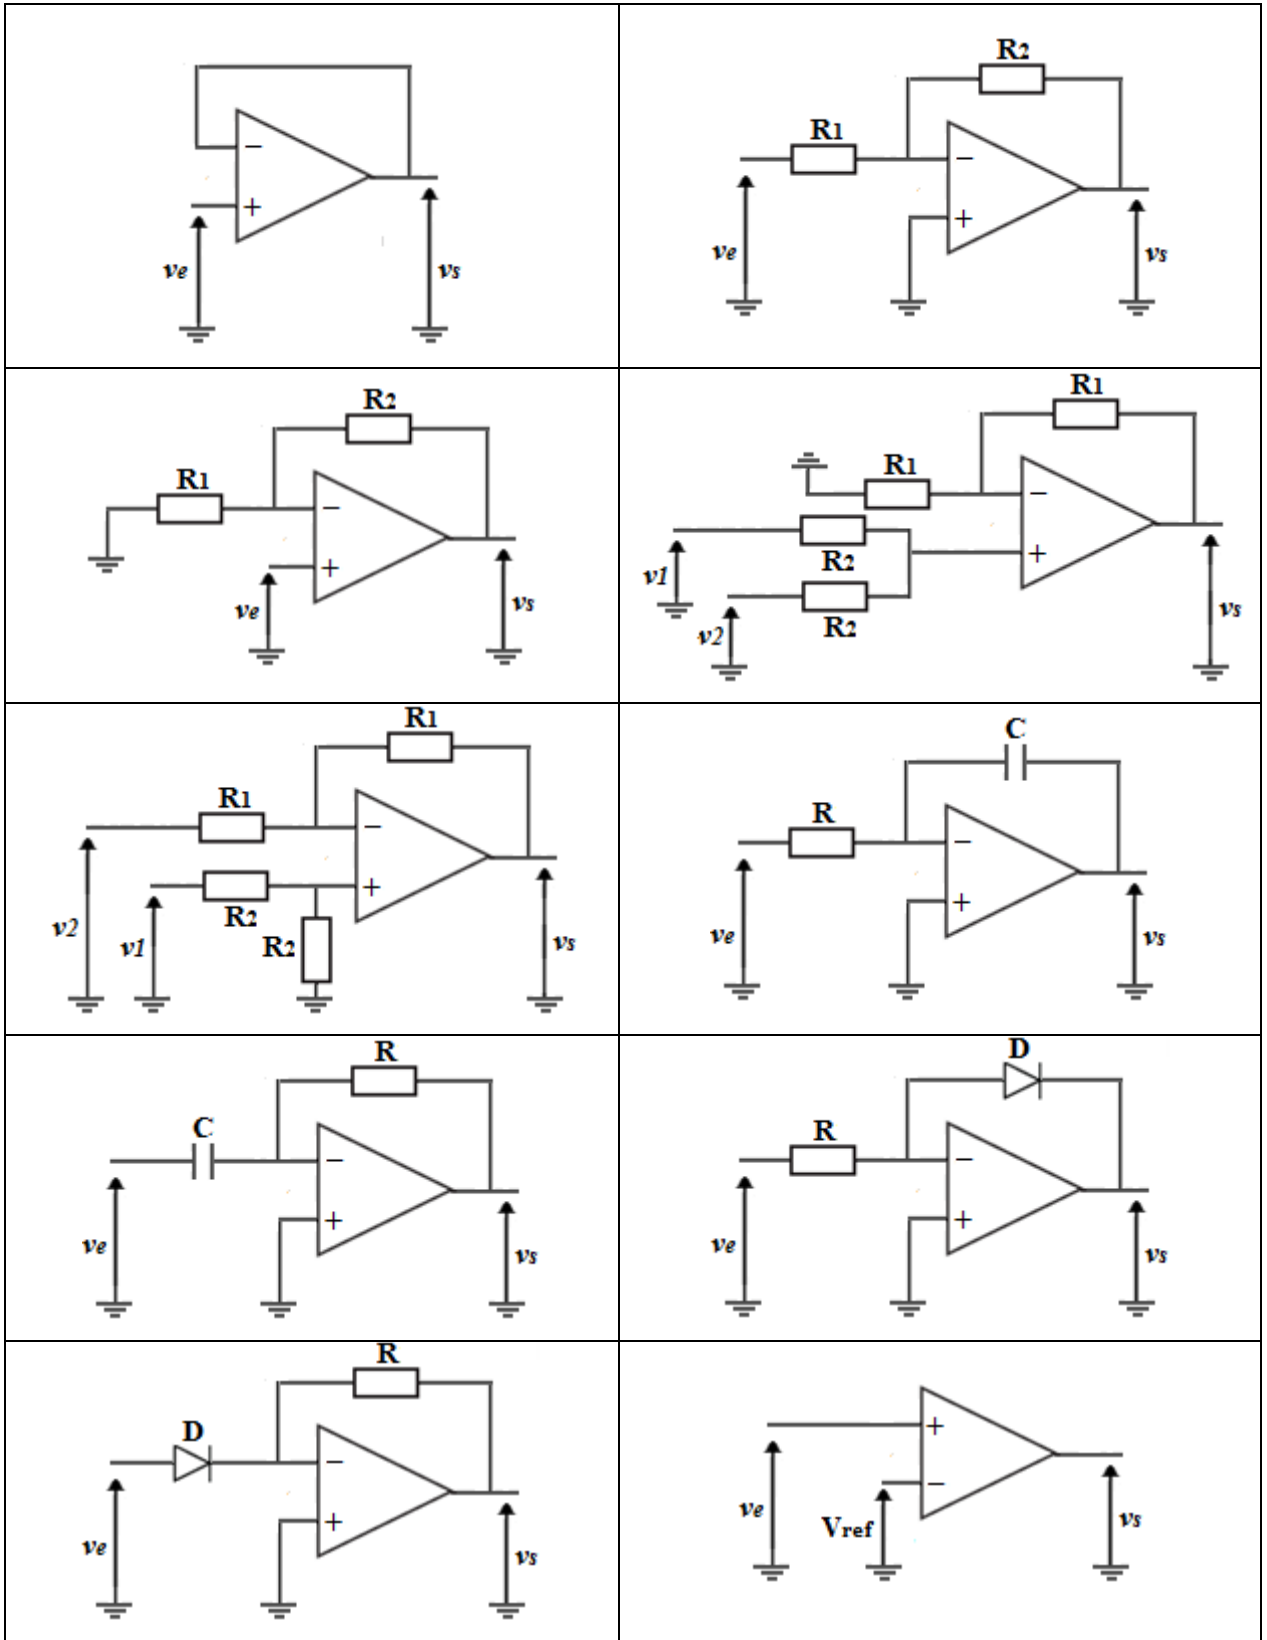 −
+
ve
vs
R2
R1
−
+
ve
vs
R2
R1
−
+
ve
vs
R1
R1
−
R2
+
v1
R2
v2
vs
R1
R1
−
+
R2
v2
v1
R2
vs
C
R
−
+
ve
vs
R
C
−
+
ve
vs
D
R
−
+
ve
vs
R
D
−
+
ve
vs
+
−
ve
Vref
vs